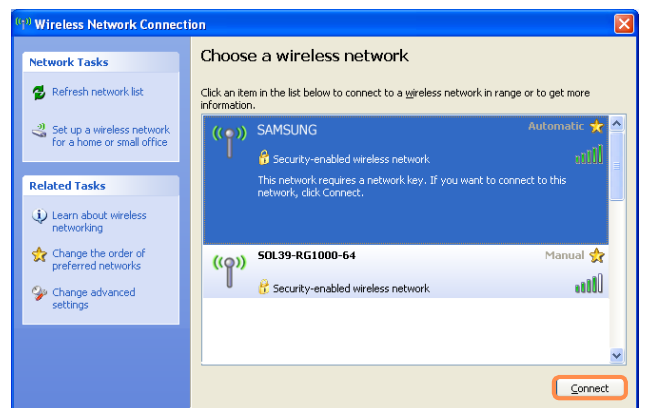 Wireless Network Connection
Network Tasks
Refresh network list
Set up a wireless network
for a home or small office
Related Tasks
Learn about wireless
networking
Change the order of
preferred networks
Change advanced
settings
Choose a wireless network
Click an item in the list below to connect to a wireless network in range or to get more
information.
SAMSUNG
Automatic
Security-enabled wireless network
This network requires a network key. If you want to connect to this
network, click Connect.
SOL39-RG1000-64
Manual
Security-enabled wireless network
Connect